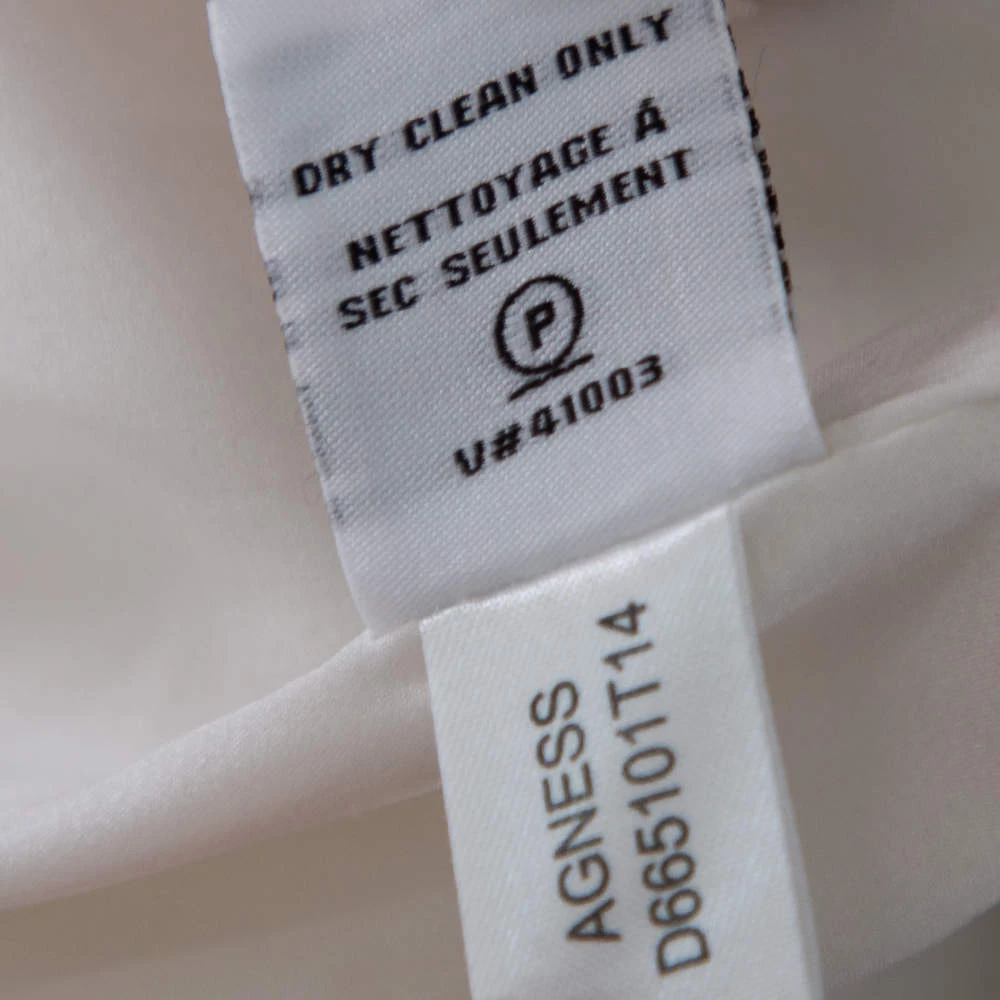 DRY CLEAN ONLY
NETTOYAGE Á
SEC SEULEMENT
P
V#41003
AGNESS
D665101T14